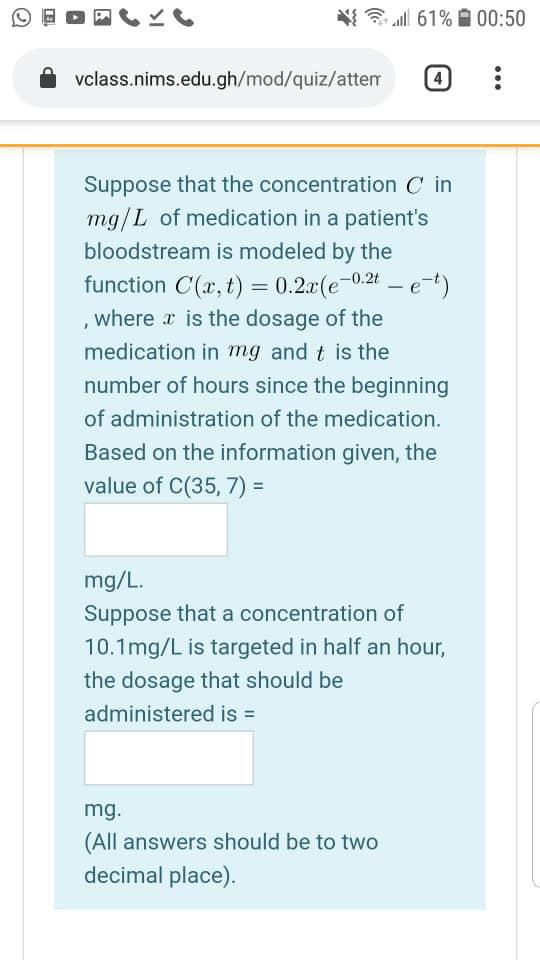 61% 00:50
vclass.nims.edu.gh/mod/quiz/attem
4
Suppose that the concentration C in
mg/L of medication in a patient's
bloodstream is modeled by the
function C(x, t) = 0.2x(e^−0.2t − e^−t)
, where x is the dosage of the
medication in mg and t is the
number of hours since the beginning
of administration of the medication.
Based on the information given, the
value of C(35, 7) =
mg/L.
Suppose that a concentration of
10.1mg/L is targeted in half an hour,
the dosage that should be
administered is =
mg.
(All answers should be to two
decimal place).